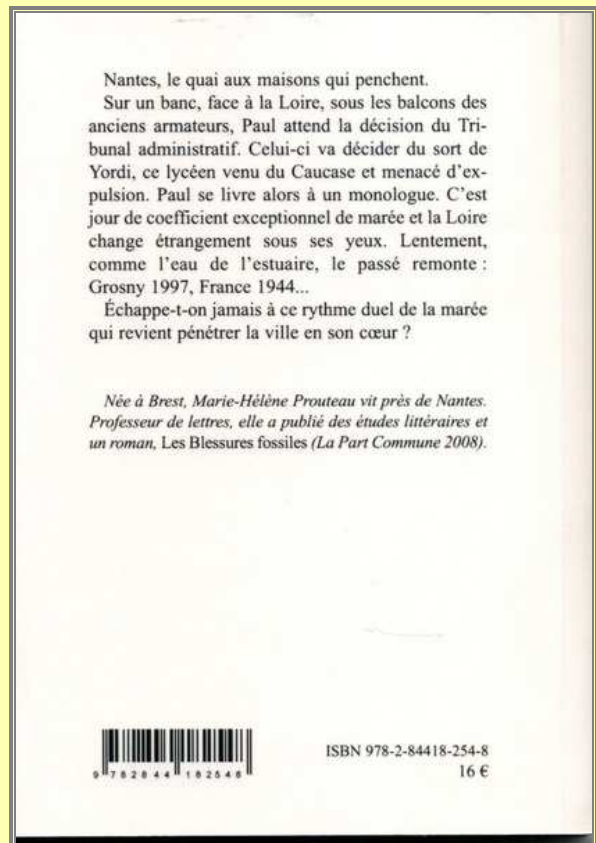 Nantes, le quai aux maisons qui penchent.
Sur un banc, face à la Loire, sous les balcons des
anciens armateurs, Paul attend la décision du Tri-
bunal administratif. Celui-ci va décider du sort de
Yordi, ce lycéen venu du Caucase et menacé d'ex-
pulsion. Paul se livre alors à un monologue. C'est
jour de coefficient exceptionnel de marée et la Loire
change étrangement sous ses yeux. Lentement,
comme l'eau de l'estuaire, le passé remonte :
Grosny 1997, France 1944...
Échappe-t-on jamais à ce rythme duel de la marée
qui revient pénétrer la ville en son cœur ?
Née à Brest, Marie-Hélène Prouteau vit près de Nantes.
Professeur de lettres, elle a publié des études littéraires et
un roman, Les Blessures fossiles (La Part Commune 2008).
ISBN 978-2-84418-254-8
16 €
9 782844 182548